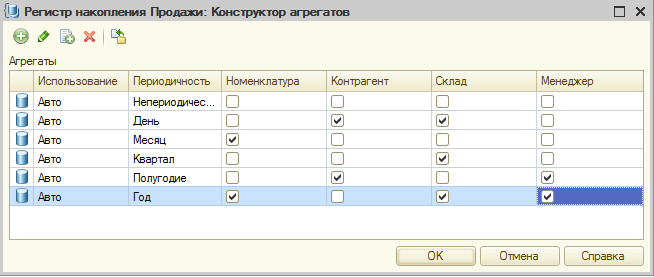 Регистр накопления Продажи: Конструктор агрегатов
Агрегаты
Использование Периодичность Номенклатура Контрагент Склад Менеджер
Авто Непериодичес...
Авто День
Авто Месяц
Авто Квартал
Авто Полугодие
Авто Год
OK Отмена Справка